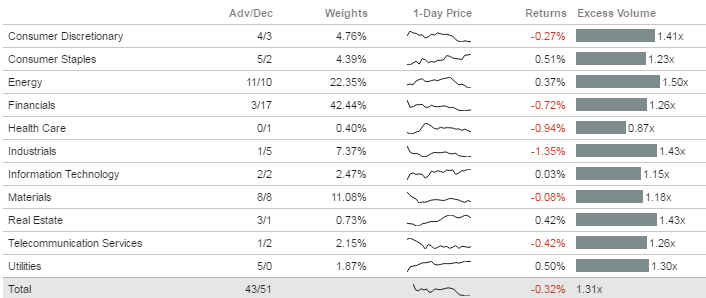 Adv/Dec Weights 1-Day Price Returns Excess Volume
Consumer Discretionary 4/3 4.76% -0.27% 1.41x
Consumer Staples 5/2 4.39% 0.51% 1.23x
Energy 11/10 22.35% 0.37% 1.50x
Financials 3/17 42.44% -0.72% 1.26x
Health Care 0/1 0.40% -0.94% 0.87x
Industrials 1/5 7.37% -1.35% 1.43x
Information Technology 2/2 2.47% 0.03% 1.15x
Materials 8/8 11.08% -0.08% 1.18x
Real Estate 3/1 0.73% 0.42% 1.43x
Telecommunication Services 1/2 2.15% -0.42% 1.26x
Utilities 5/0 1.87% 0.50% 1.30x
Total 43/51 -0.32% 1.31x